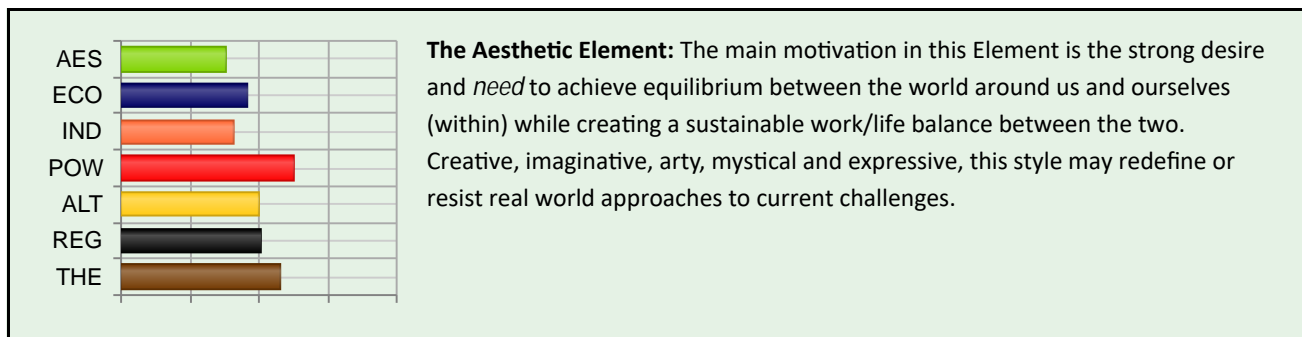 AES
ECO
IND
POW
ALT
REG
THE
The Aesthetic Element: The main motivation in this Element is the strong desire
and need to achieve equilibrium between the world around us and ourselves
(within) while creating a sustainable work/life balance between the two.
Creative, imaginative, arty, mystical and expressive, this style may redefine or
resist real world approaches to current challenges.